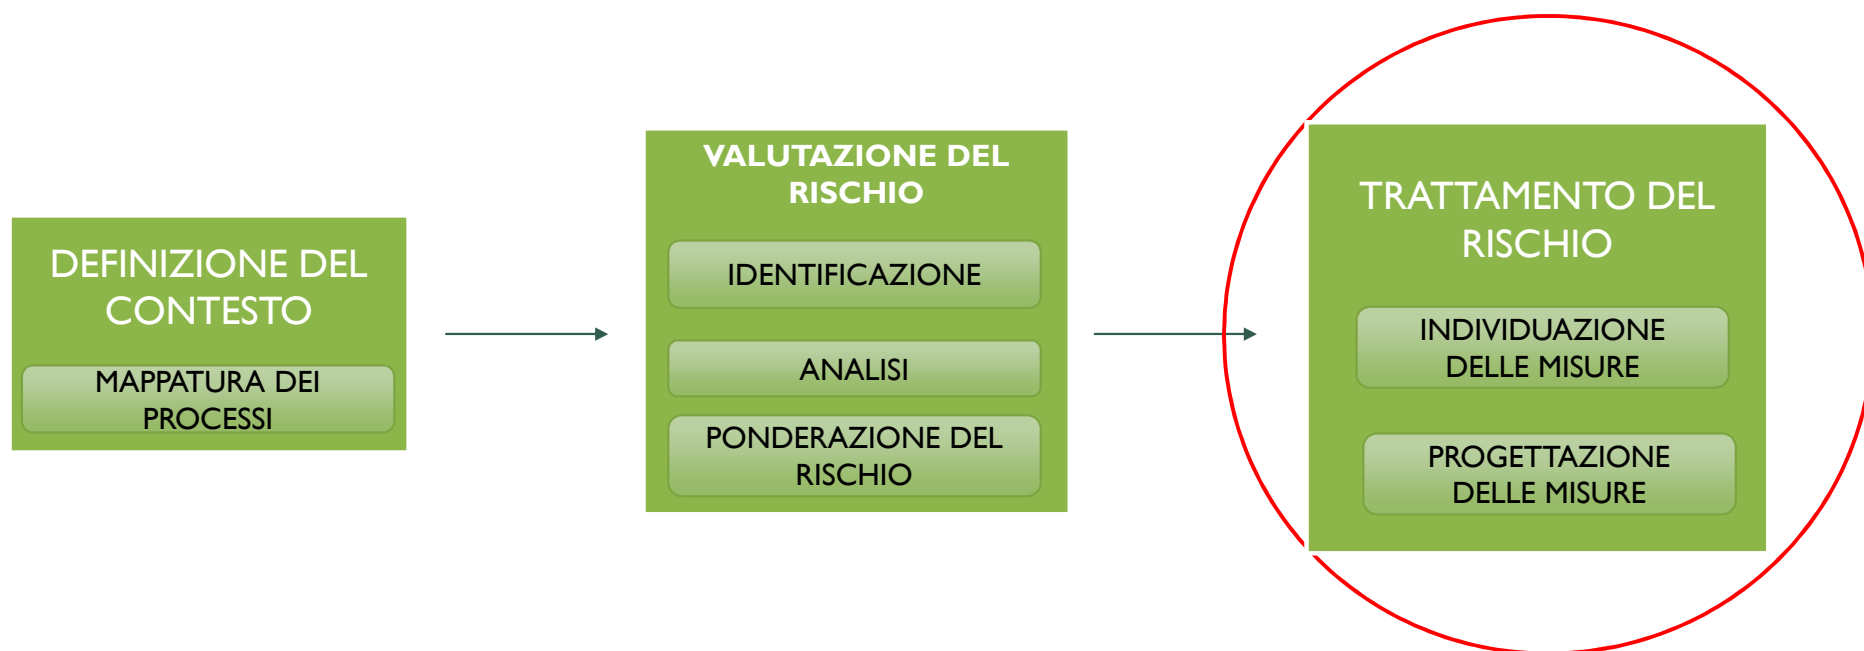 DEFINIZIONE DEL
CONTESTO
MAPPATURA DEI
PROCESSI
VALUTAZIONE DEL
RISCHIO
IDENTIFICAZIONE
ANALISI
PONDERAZIONE DEL
RISCHIO
TRATTAMENTO DEL
RISCHIO
INDIVIDUAZIONE
DELLE MISURE
PROGETTAZIONE
DELLE MISURE